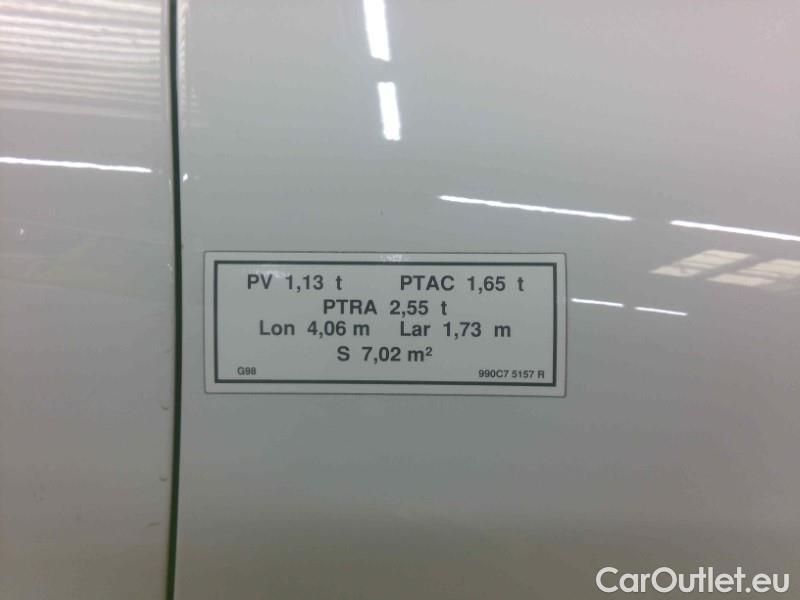 PV 1,13 t PTAC 1,65 t
PTRA 2,55 t
Lon 4,06 m Lar 1,73 m
S 7,02 m²
G98 990C7 5157 R
CarOutlet.eu